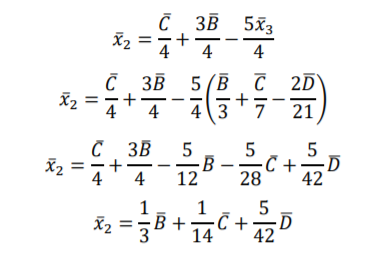 x̄₂ = C̄/4 + 3B̄/4 − 5x̄₃/4
x̄₂ = C̄/4 + 3B̄/4 − 5/4(B̄/3 + C̄/7 − 2D̄/21)
x̄₂ = C̄/4 + 3B̄/4 − 5/12 B̄ − 5/28 C̄ + 5/42 D̄
x̄₂ = 1/3 B̄ + 1/14 C̄ + 5/42 D̄